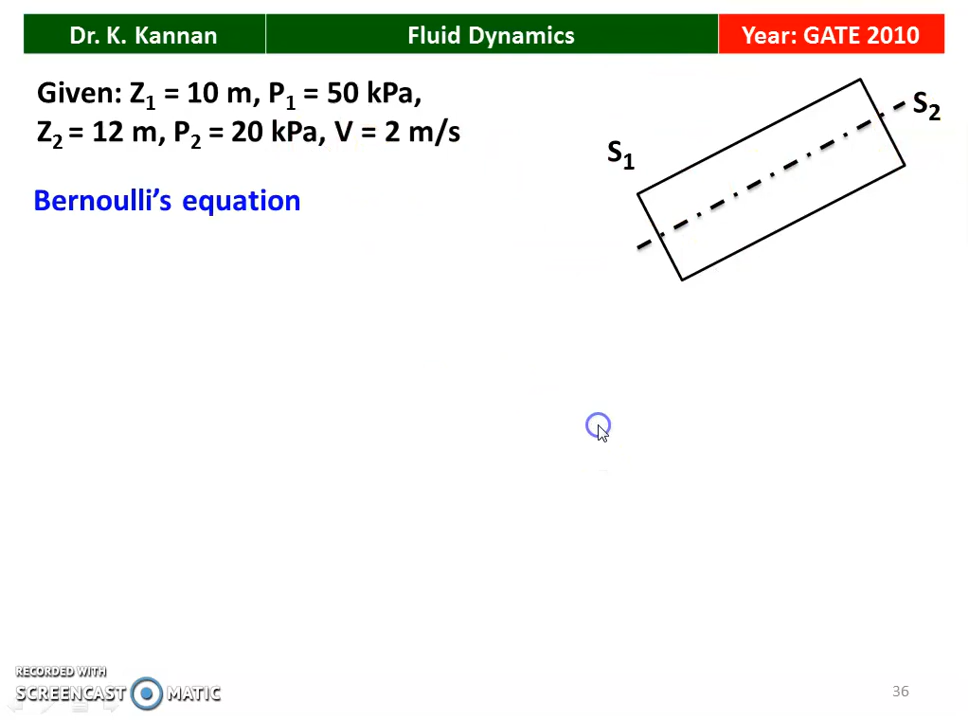 Dr. K. Kannan
Fluid Dynamics
Year: GATE 2010
Given: Z₁ = 10 m, P₁ = 50 kPa,
Z₂ = 12 m, P₂ = 20 kPa, V = 2 m/s
S₁
S₂
Bernoulli’s equation
RECORDED WITH
SCREENCAST MATIC
36